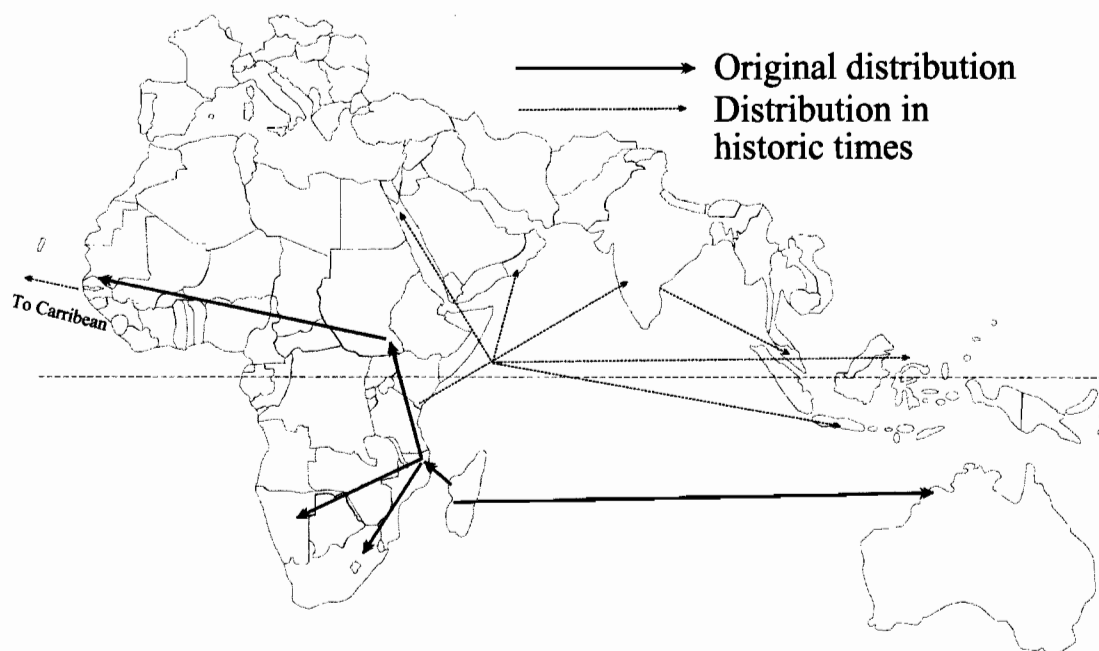 Original distribution
Distribution in
historic times
To Carribean